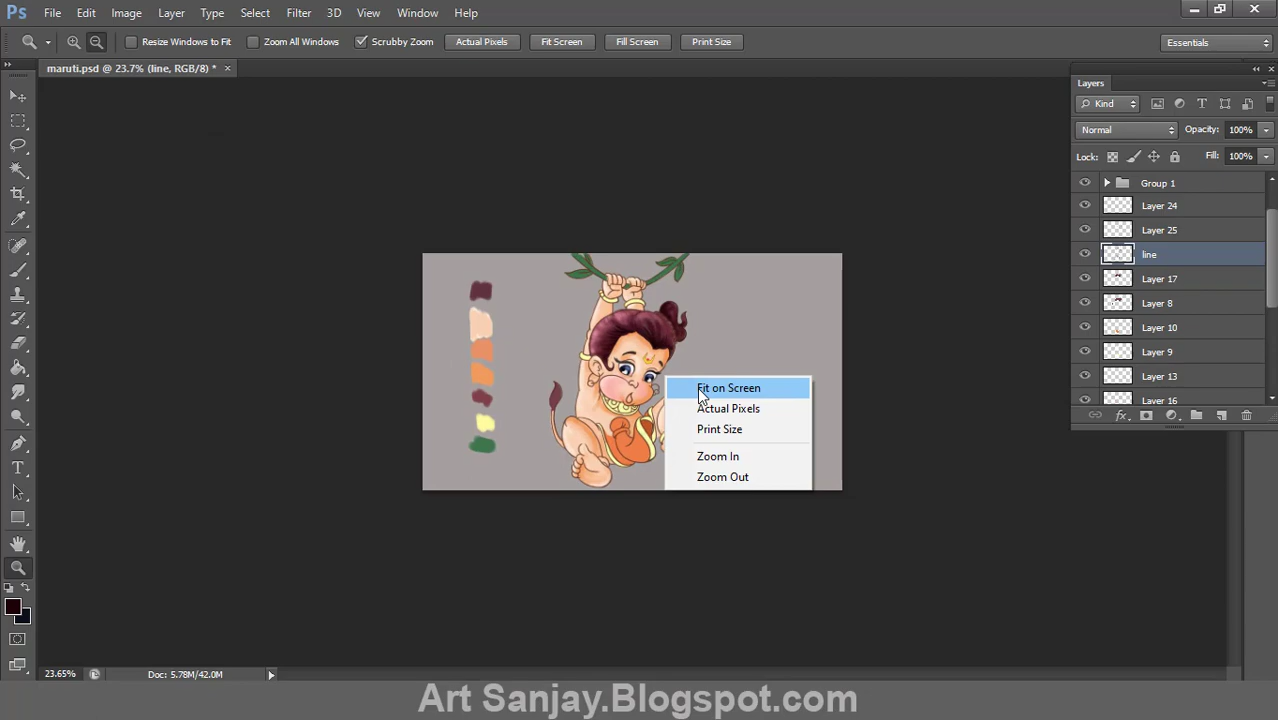 Ps File Edit Image Layer Type Select Filter 3D View Window Help
Resize Windows to Fit Zoom All Windows Scrubby Zoom Actual Pixels Fit Screen Fill Screen Print Size Essentials
maruti.psd @ 23.7% (line, RGB/8) *
Layers
Kind
Normal Opacity: 100%
Lock: Fill: 100%
Group 1
Layer 24
Layer 25
line
Layer 17
Layer 8
Layer 10
Layer 9
Layer 13
Layer 16
Fit on Screen
Actual Pixels
Print Size
Zoom In
Zoom Out
fx
23.65% Doc: 5.78M/42.0M
Art Sanjay.Blogspot.com